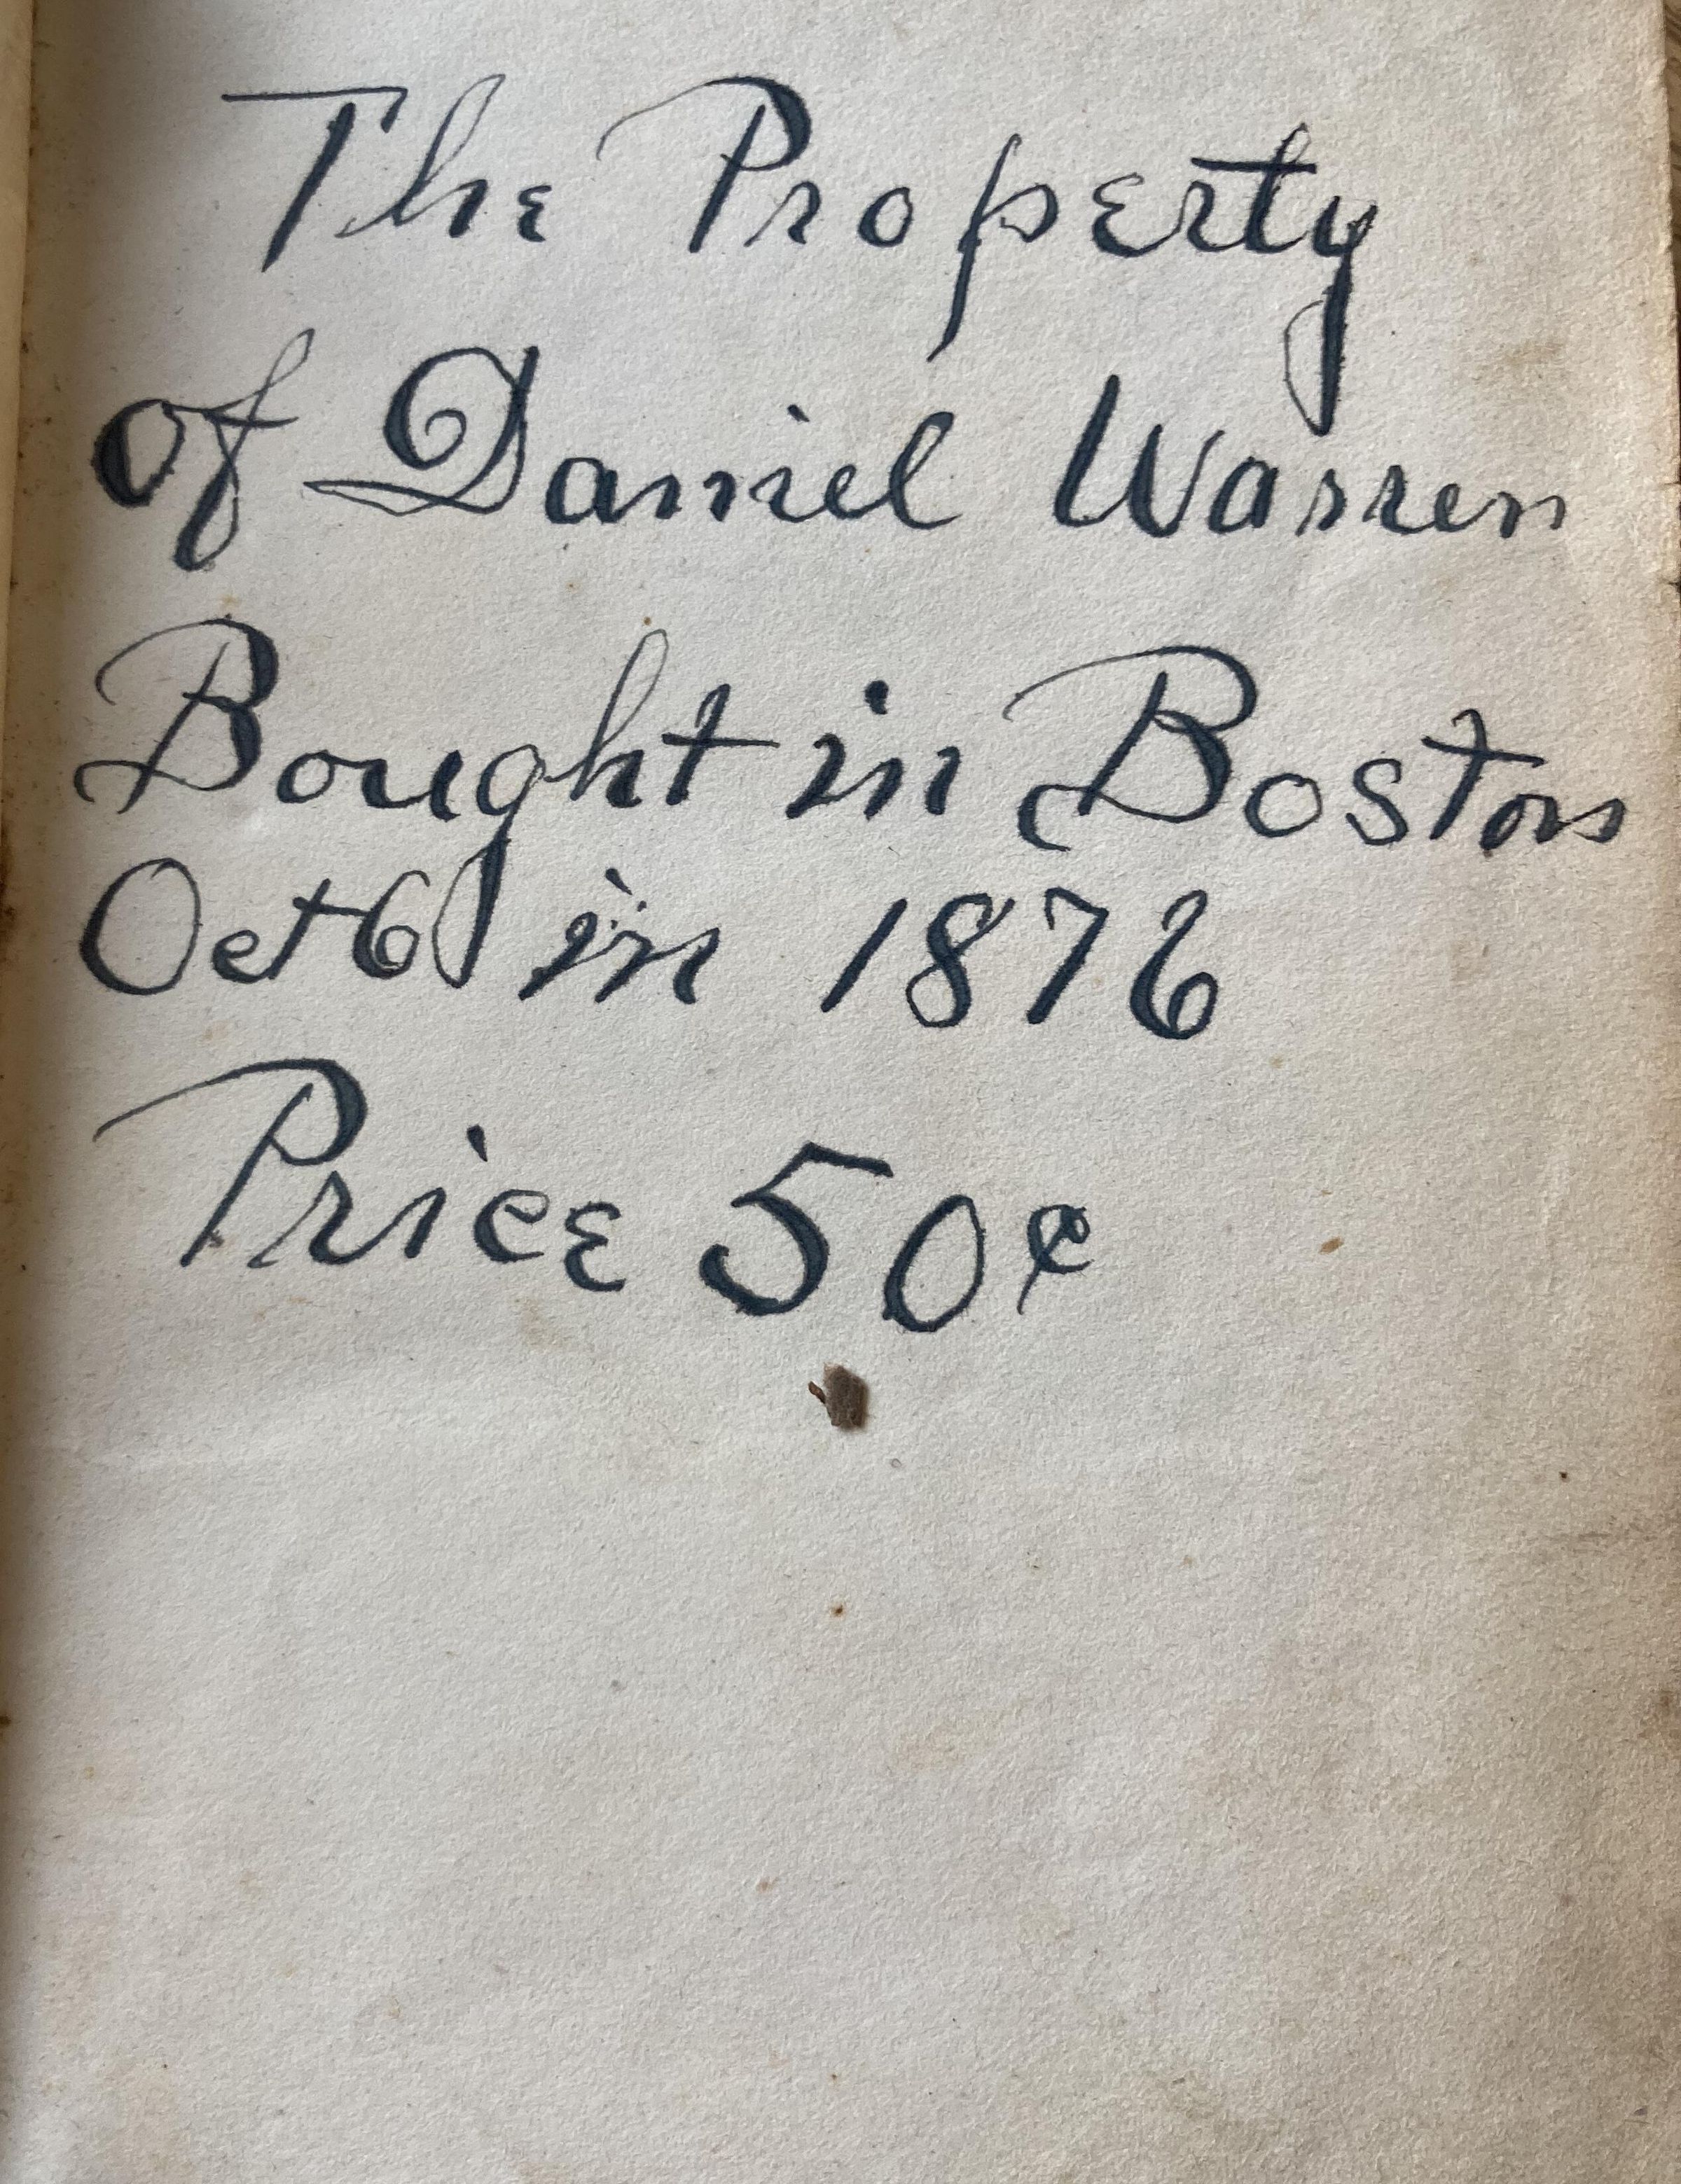 The Property
of Daniel Warren
Bought in Boston
Oct 6 in 1876
Price 50¢